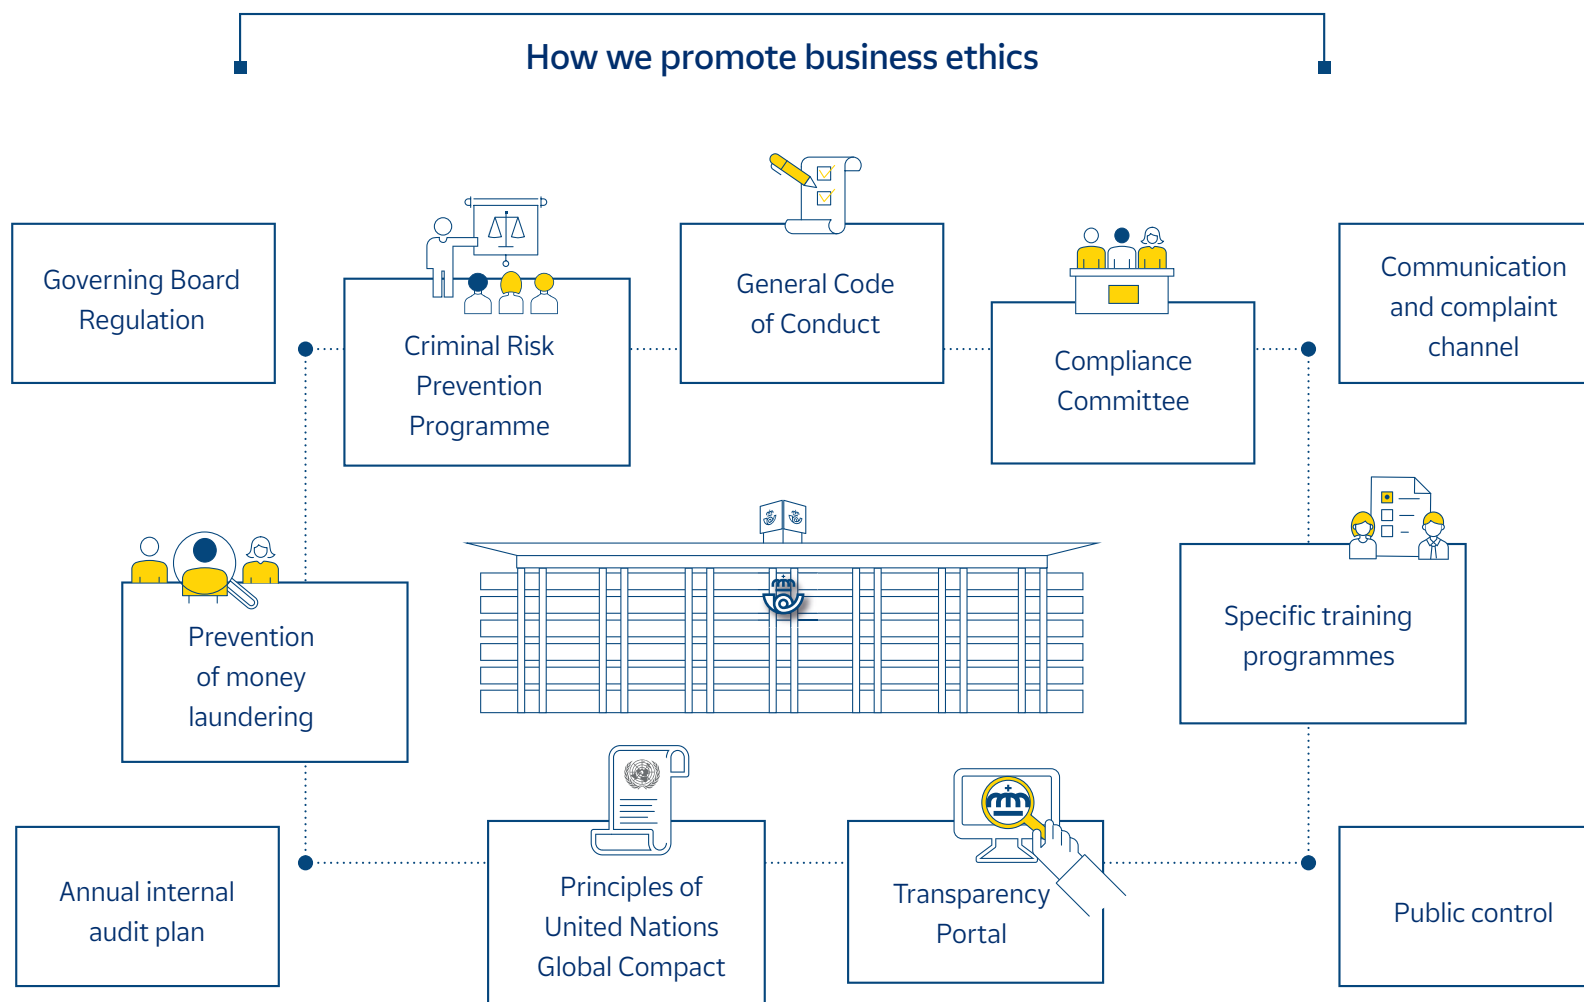 How we promote business ethics
Governing Board
Regulation
Criminal Risk
Prevention
Programme
General Code
of Conduct
Compliance
Committee
Communication
and complaint
channel
Prevention
of money
laundering
Specific training
programmes
Annual internal
audit plan
Principles of
United Nations
Global Compact
Transparency
Portal
Public control